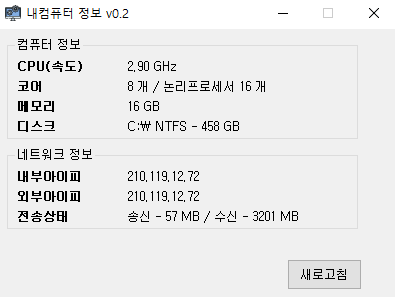 내컴퓨터 정보 v0.2
컴퓨터 정보
CPU(속도) 2,90 GHz
코어 8 개 / 논리프로세서 16 개
메모리 16 GB
디스크 C:₩ NTFS - 458 GB
네트워크 정보
내부아이피 210,119,12,72
외부아이피 210,119,12,72
전송상태 송신 - 57 MB / 수신 - 3201 MB
새로고침